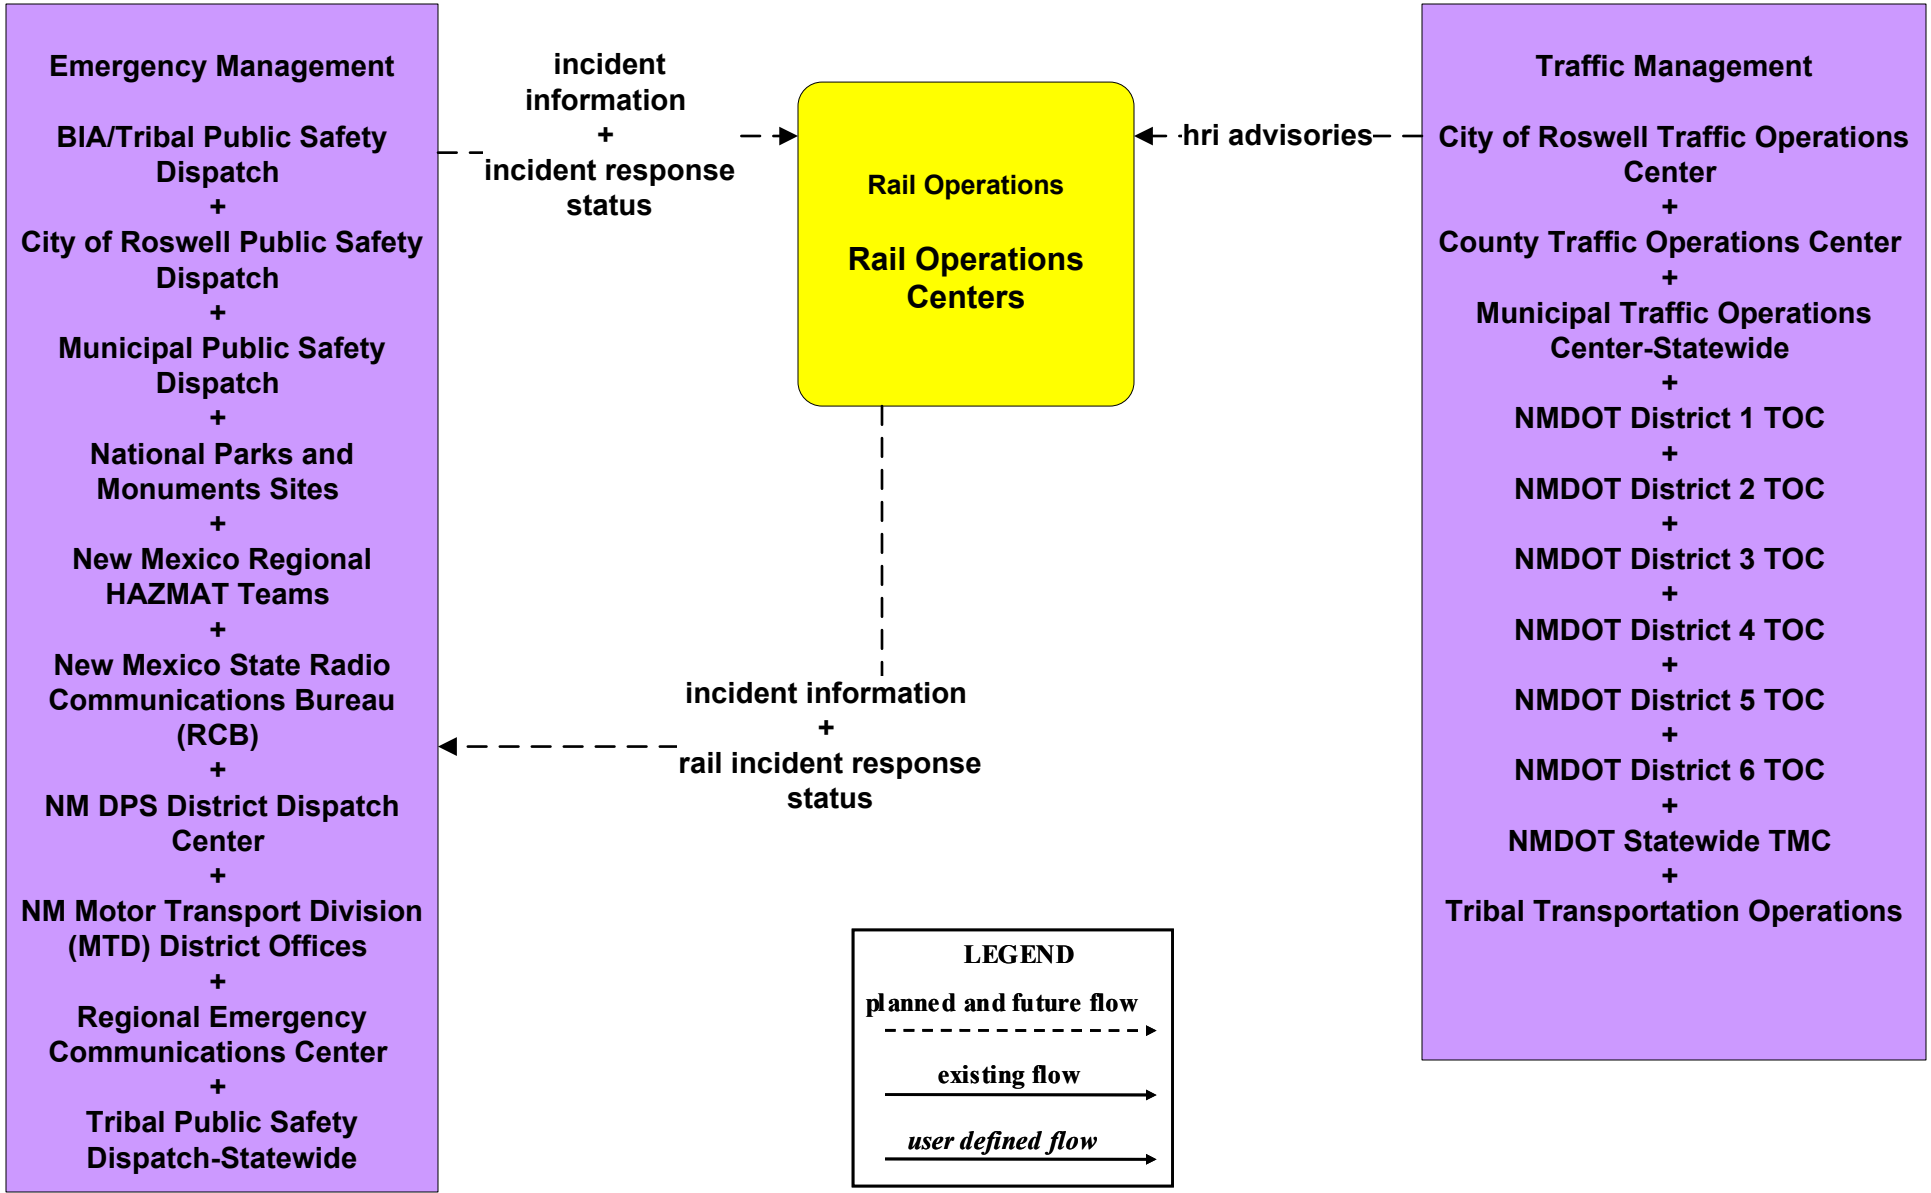 Emergency Management
BIA/Tribal Public Safety
Dispatch
+
City of Roswell Public Safety
Dispatch
+
Municipal Public Safety
Dispatch
+
National Parks and
Monuments Sites
+
New Mexico Regional
HAZMAT Teams
+
New Mexico State Radio
Communications Bureau
(RCB)
+
NM DPS District Dispatch
Center
+
NM Motor Transport Division
(MTD) District Offices
+
Regional Emergency
Communications Center
+
Tribal Public Safety
Dispatch-Statewide
incident
information
+
incident response
status
Rail Operations
Rail Operations
Centers
hri advisories
incident information
+
rail incident response
status
LEGEND
planned and future flow
existing flow
user defined flow
Traffic Management
City of Roswell Traffic Operations
Center
+
County Traffic Operations Center
+
Municipal Traffic Operations
Center-Statewide
+
NMDOT District 1 TOC
+
NMDOT District 2 TOC
+
NMDOT District 3 TOC
+
NMDOT District 4 TOC
+
NMDOT District 5 TOC
+
NMDOT District 6 TOC
+
NMDOT Statewide TMC
+
Tribal Transportation Operations